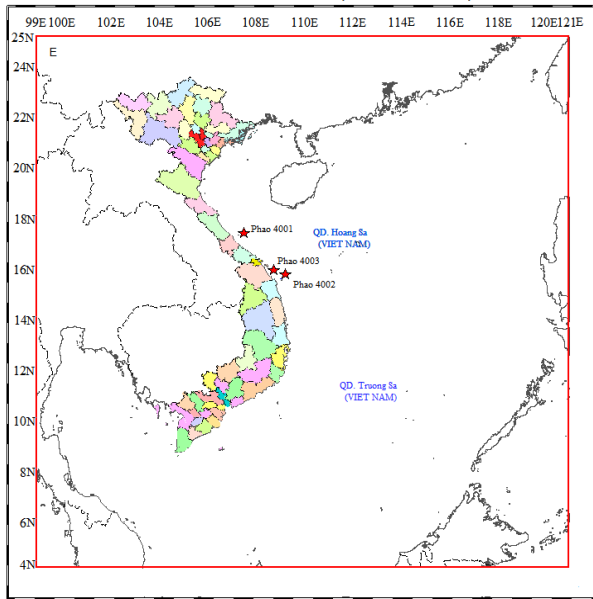 99E 100E 102E 104E 106E 108E 110E 112E 114E 116E 118E 120E121E
25N
E
24N
22N
20N
18N
Phao 4001
QD. Hoang Sa
(VIET NAM)
Phao 4003
16N
Phao 4002
14N
12N
QD. Truong Sa
(VIET NAM)
10N
8N
6N
4N